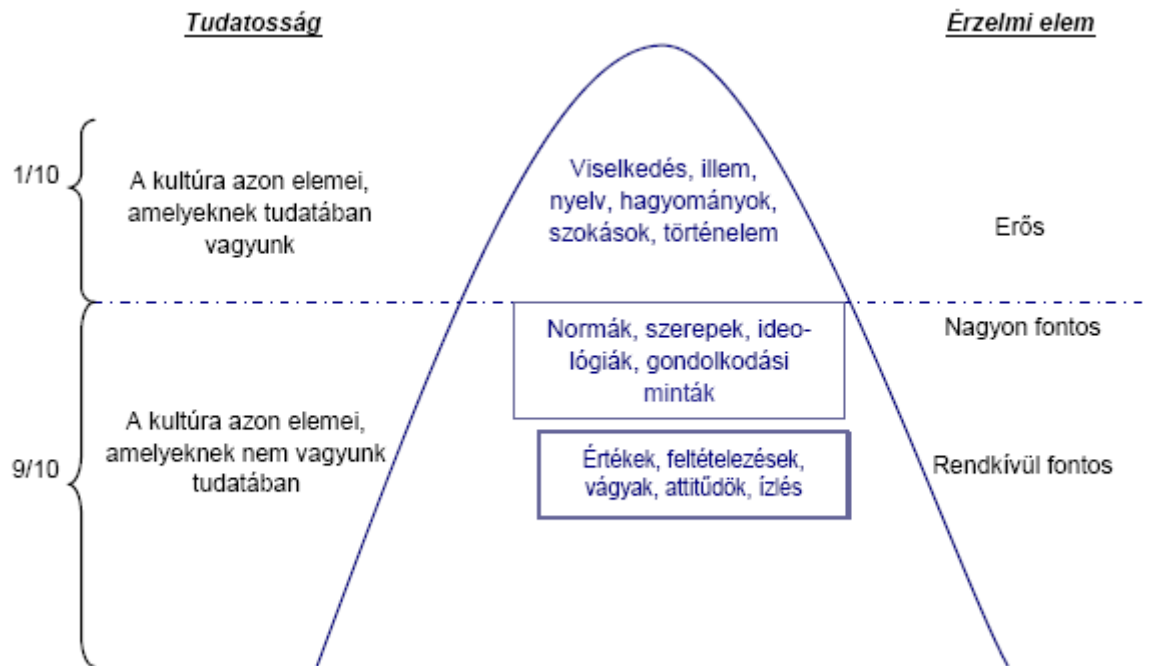 Tudatosság
Érzelmi elem
1/10
A kultúra azon elemei,
amelyeknek tudatában
vagyunk
Viselkedés, illem,
nyelv, hagyományok,
szokások, történelem
Erős
9/10
A kultúra azon elemei,
amelyeknek nem vagyunk
tudatában
Normák, szerepek, ideo-
lógiák, gondolkodási
minták
Nagyon fontos
Értékek, feltételezések,
vágyak, attitűdök, ízlés
Rendkívül fontos